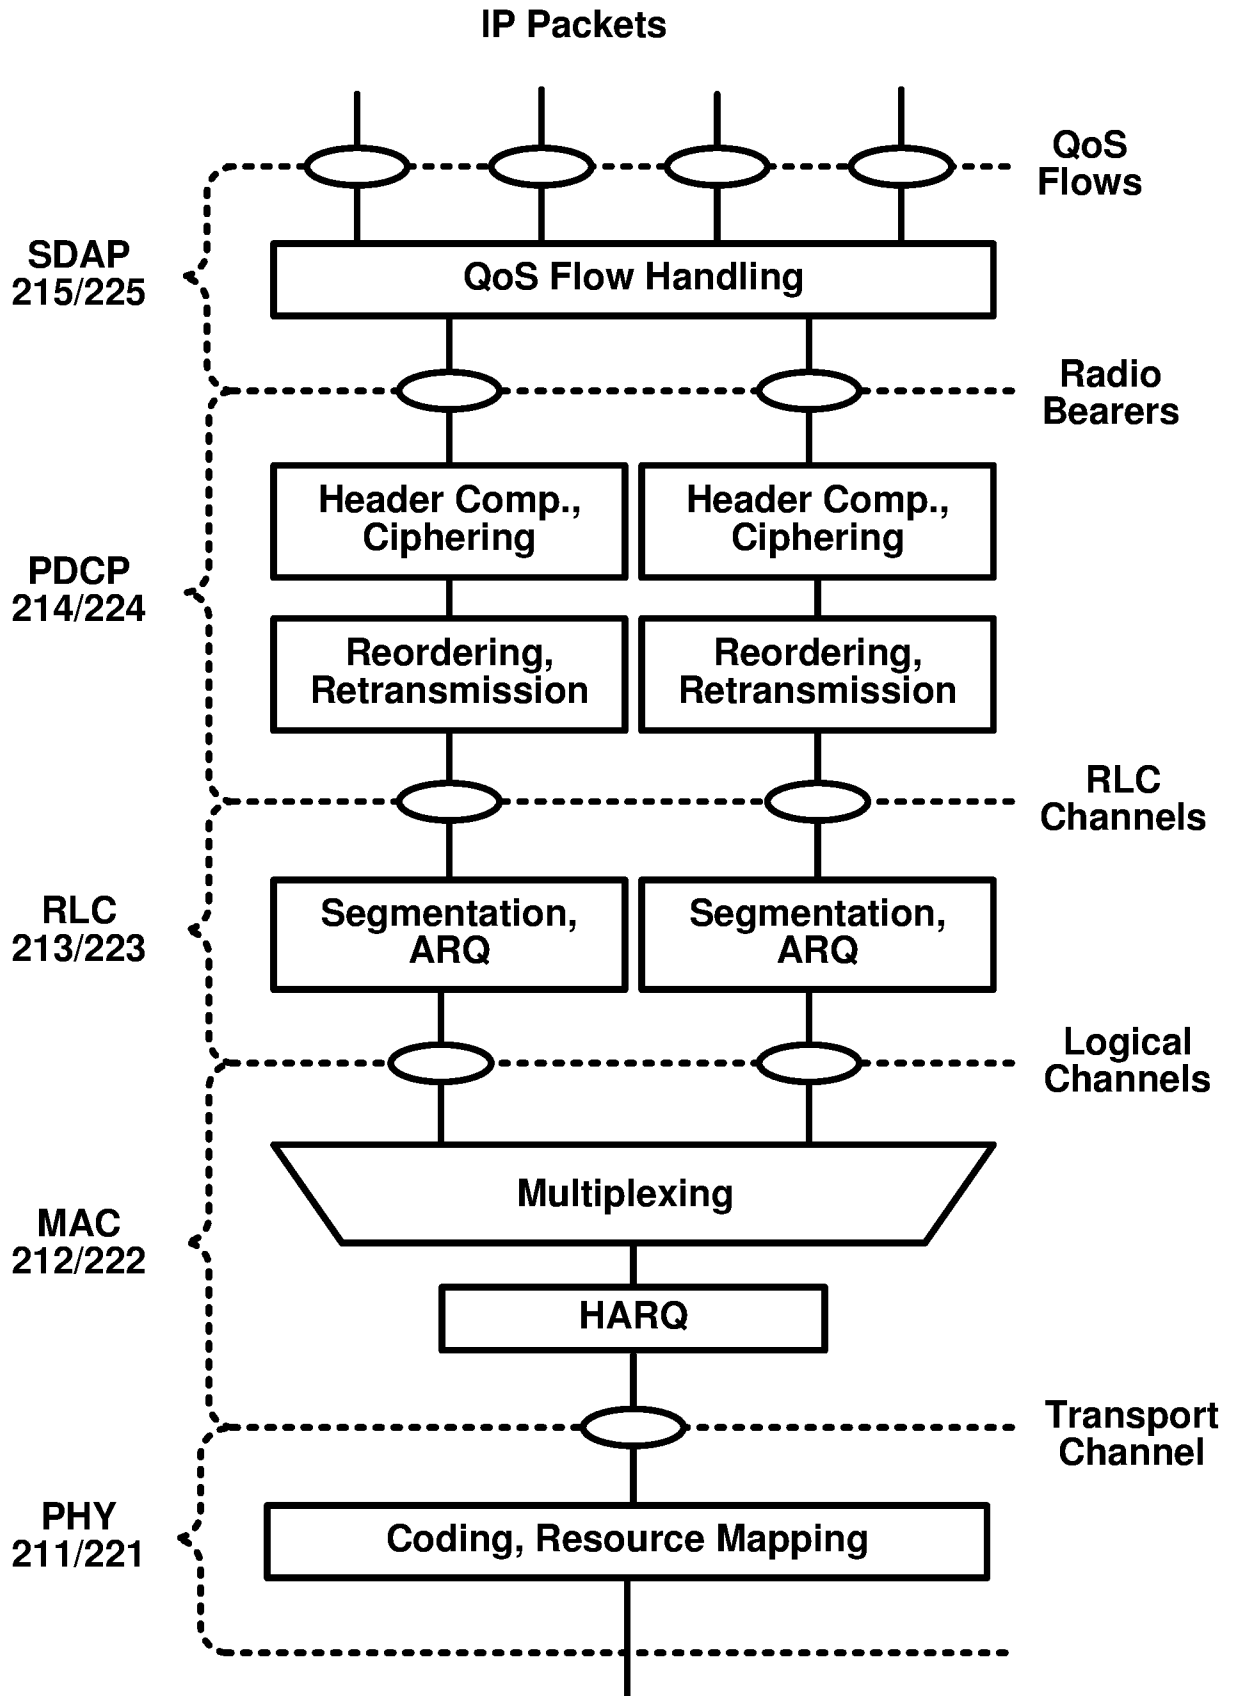 IP Packets
QoS
Flows
SDAP
215/225
QoS Flow Handling
Radio
Bearers
Header Comp.,
Ciphering
Header Comp.,
Ciphering
PDCP
214/224
Reordering,
Retransmission
Reordering,
Retransmission
RLC
Channels
RLC
213/223
Segmentation,
ARQ
Segmentation,
ARQ
Logical
Channels
Multiplexing
MAC
212/222
HARQ
Transport
Channel
PHY
211/221
Coding, Resource Mapping